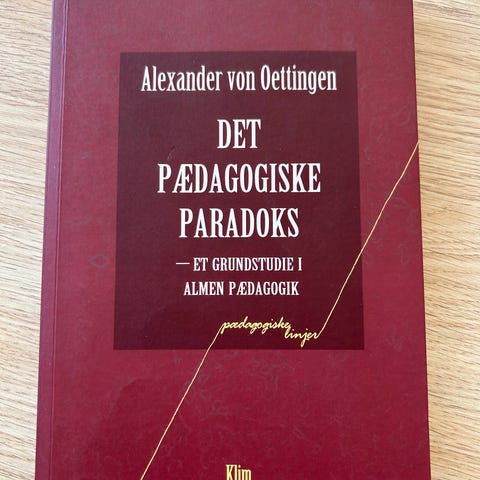 Alexander von Oettingen
DET
PÆDAGOGISKE
PARADOKS
— ET GRUNDSTUDIE I
ALMEN PÆDAGOGIK
pædagogiske
linjer
Klim